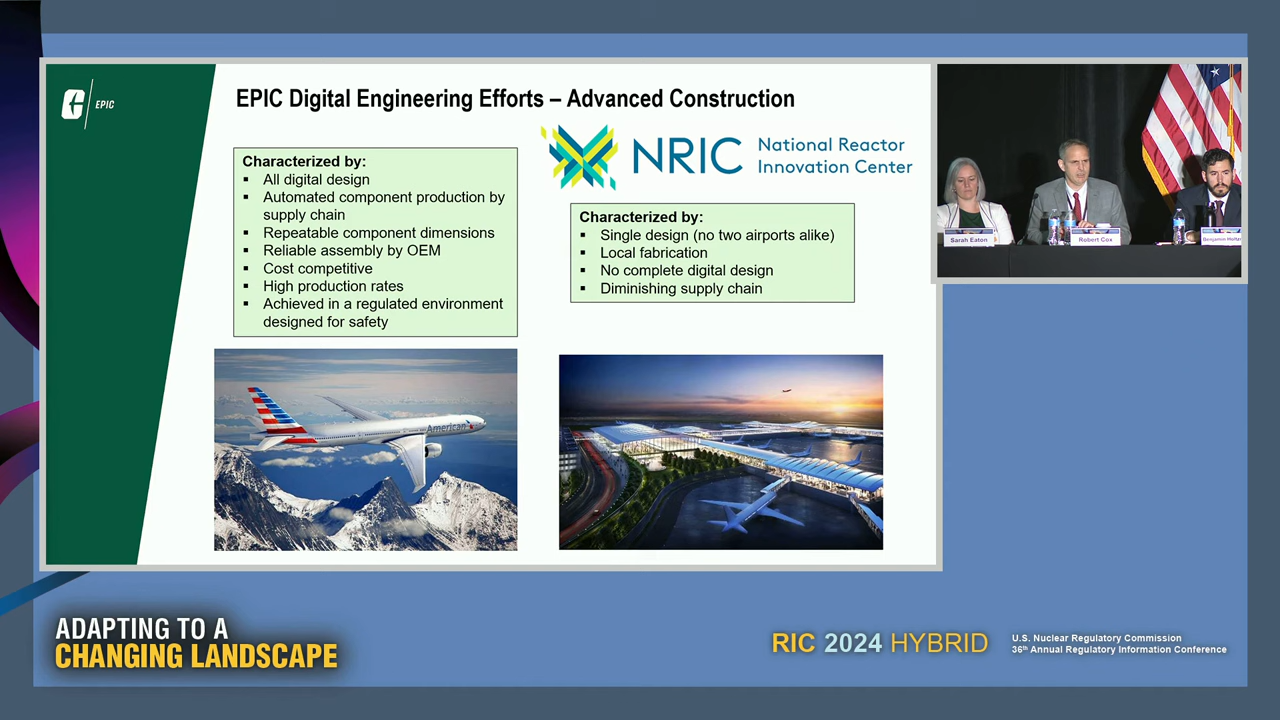 EPIC
EPIC Digital Engineering Efforts – Advanced Construction
NRIC
National Reactor
Innovation Center
Characterized by:
▪ All digital design
▪ Automated component production by
supply chain
▪ Repeatable component dimensions
▪ Reliable assembly by OEM
▪ Cost competitive
▪ High production rates
▪ Achieved in a regulated environment
designed for safety
Characterized by:
▪ Single design (no two airports alike)
▪ Local fabrication
▪ No complete digital design
▪ Diminishing supply chain
American
Sarah Eaton
Robert Cox
Benjamin Holtz
ADAPTING TO A
CHANGING LANDSCAPE
RIC 2024 HYBRID
U.S. Nuclear Regulatory Commission
36th Annual Regulatory Information Conference